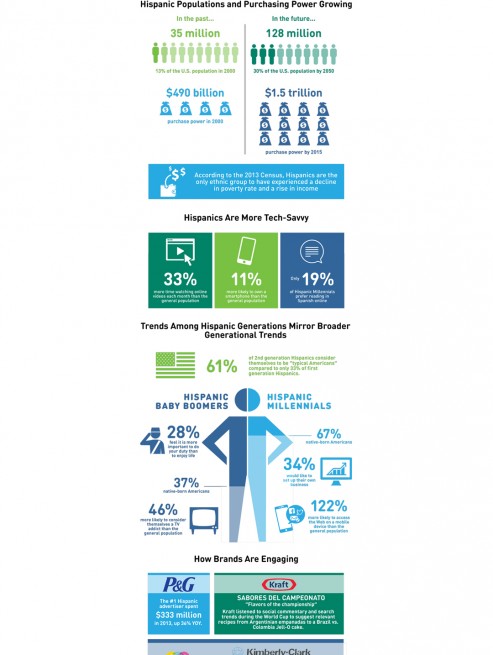 Hispanic Populations and Purchasing Power Growing
In the past...
35 million
13% of the U.S. population in 2000
In the future...
128 million
30% of the U.S. population by 2050
$490 billion
purchase power in 2000
$1.5 trillion
purchase power by 2015
According to the 2013 Census, Hispanics are the
only ethnic group to have experienced a decline
in poverty rate and a rise in income
Hispanics Are More Tech-Savvy
33%
more time watching online
videos each month than the
general population
11%
more likely to own a
smartphone than the general
population
Only 19%
of Hispanic Millennials
prefer reading in
Spanish online
Trends Among Hispanic Generations Mirror Broader
Generational Trends
61%
of 2nd generation Hispanics consider
themselves to be "typical Americans"
compared to only 33% of first
generation Hispanics.
HISPANIC
BABY BOOMERS
HISPANIC
MILLENNIALS
28%
feel it is more
important to do
your duty than
to enjoy life
67%
native-born Americans
34%
would like to
set up their own
business
37%
native-born Americans
46%
more likely to consider
themselves a TV
addict than the
general population
122%
more likely to access
the Web on a mobile
device than the
general population
How Brands Are Engaging
P&G
The #1 Hispanic
advertiser spent
$333 million
in 2013, up 36% YOY.
Kraft
SABORES DEL CAMPEONATO
"Flavors of the championship"
Kraft listened to social commentary and search
trends during the World Cup to suggest relevant
recipes from Argentinian empanadas to a Brazil vs.
Colombia Jell-O cake.
Kimberly-Clark